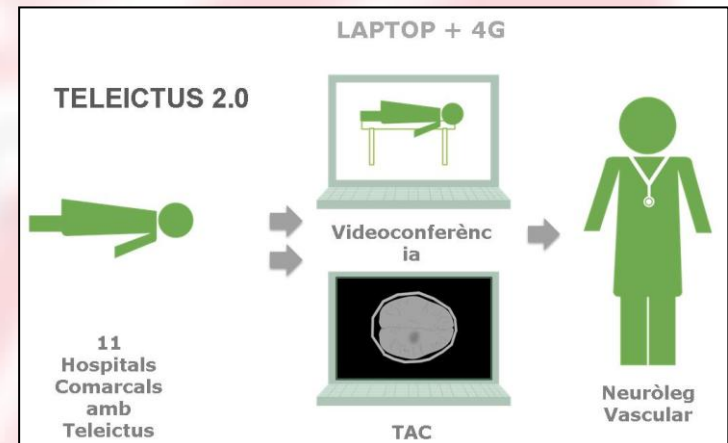 LAPTOP + 4G
TELEICTUS 2.0
Videoconferènc
ia
11
Hospitals
Comarcals
amb
Teleictus
TAC
Neuròleg
Vascular